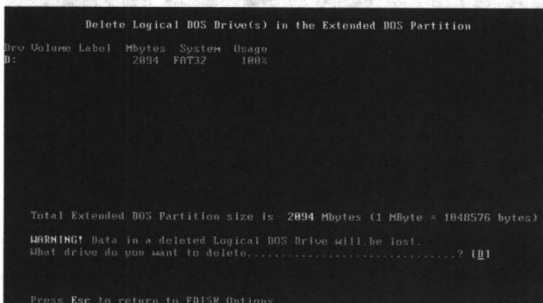 Delete Logical DOS Drive(s) in the Extended DOS Partition
Drv Volume Label Mbytes System Usage
D: 2094 FAT32 100%
Total Extended DOS Partition size is 2094 Mbytes (1 MByte = 1048576 bytes)
WARNING! Data in a deleted Logical DOS Drive will be lost.
What drive do you want to delete...............................? [D]
Press Esc to return to FDISK Options